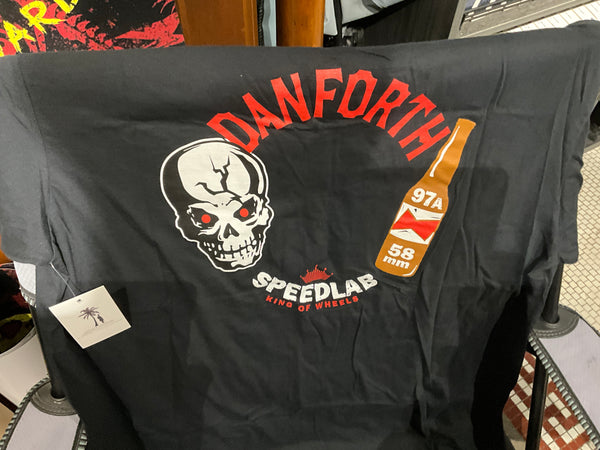 DANFORTH
97A
58
mm
SPEEDLAB
KING OF WHEELS